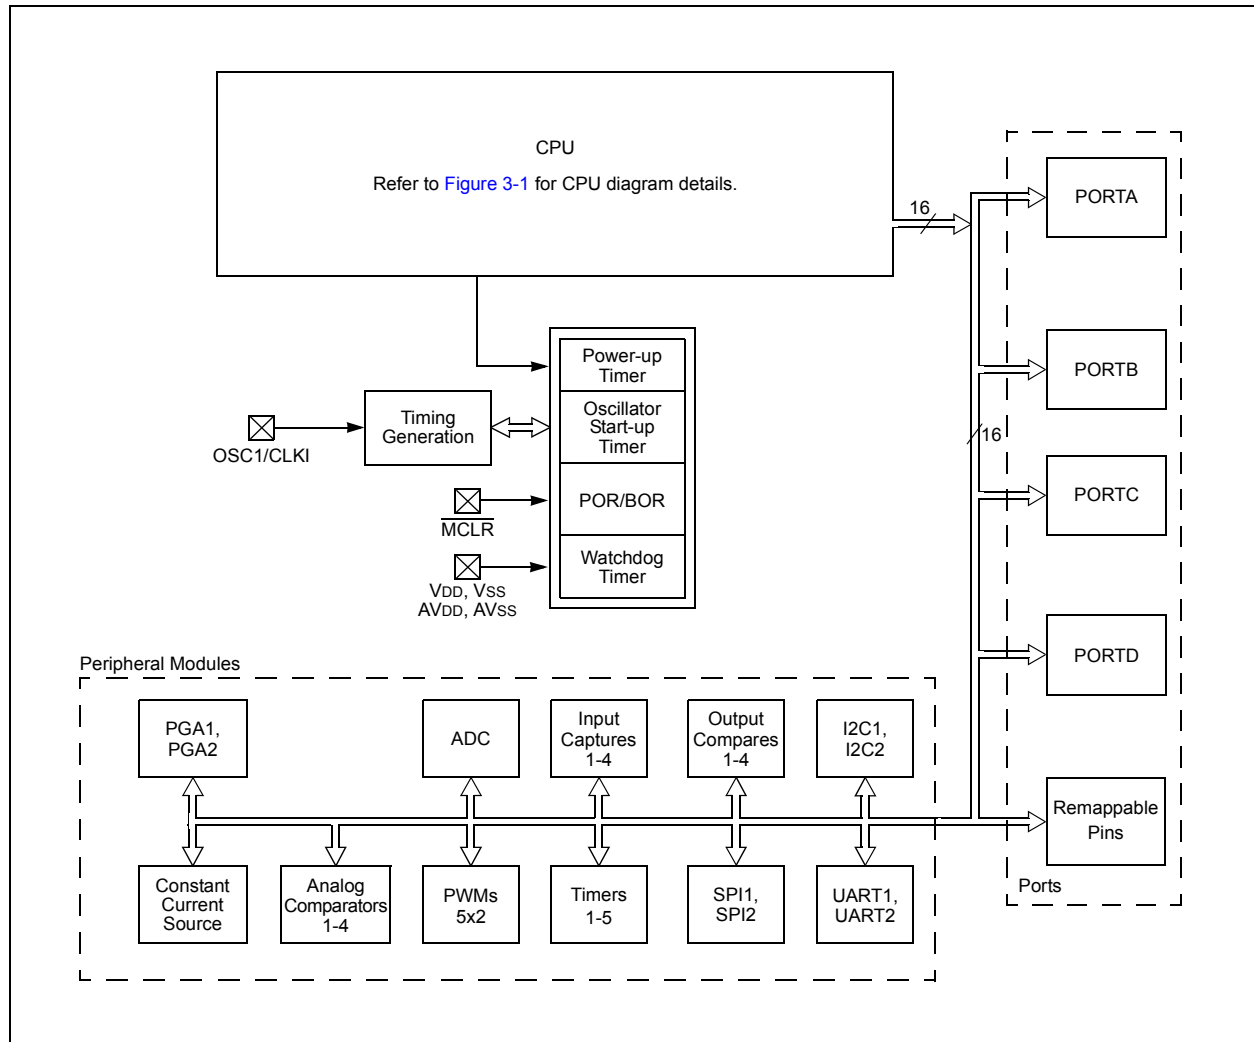 CPU
Refer to Figure 3-1 for CPU diagram details.
16
PORTA
Power-up
Timer
PORTB
Timing
Generation
OSC1/CLKI
Oscillator
Start-up
Timer
16
PORTC
MCLR
POR/BOR
VDD, VSS
AVDD, AVSS
Watchdog
Timer
PORTD
Peripheral Modules
PGA1,
PGA2
ADC
Input
Captures
1-4
Output
Compares
1-4
I2C1,
I2C2
Remappable
Pins
Constant
Current
Source
Analog
Comparators
1-4
PWMs
5x2
Timers
1-5
SPI1,
SPI2
UART1,
UART2
Ports